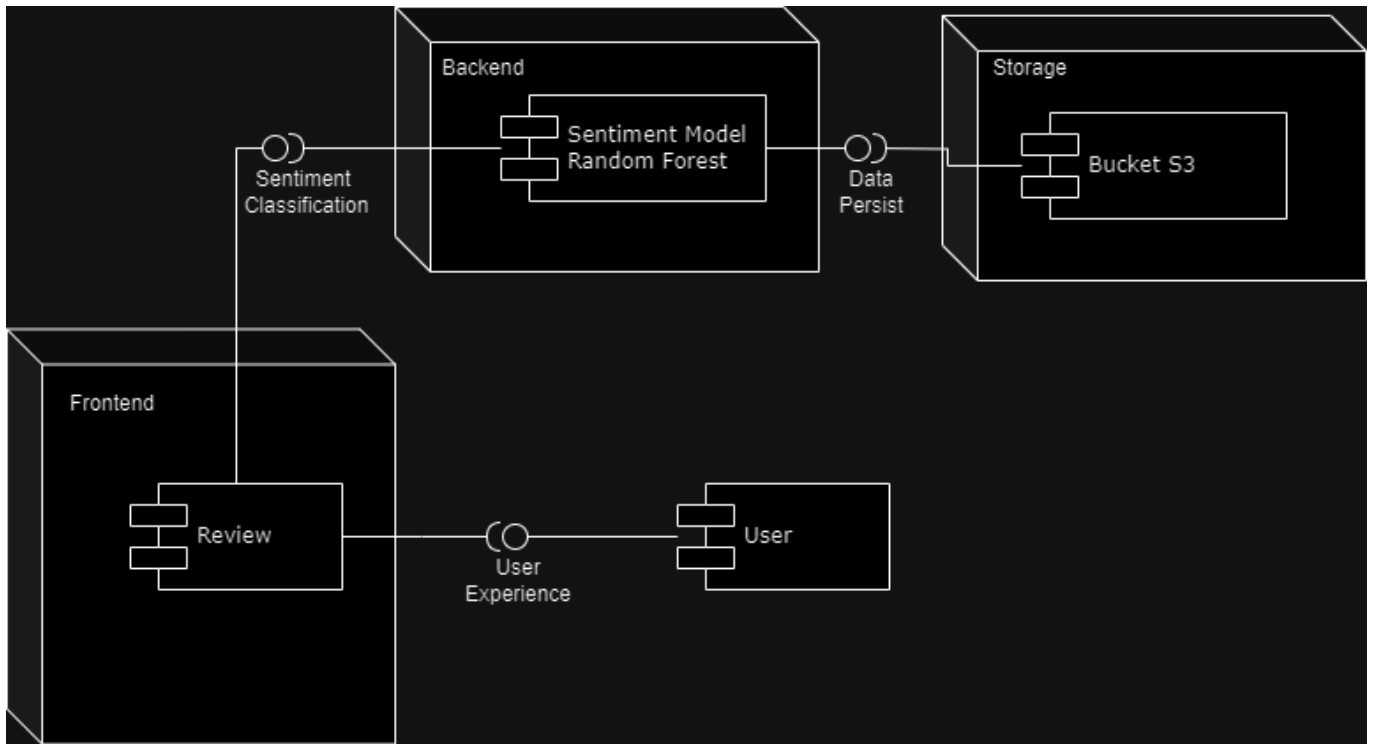 Backend
Sentiment Model
Random Forest
Storage
Bucket S3
Sentiment
Classification
Data
Persist
Frontend
Review
User
Experience
User